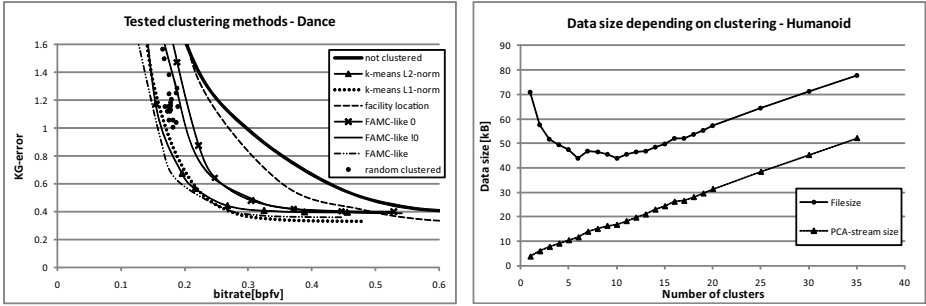 Tested clustering methods - Dance
KG-error
1.6
1.4
1.2
1
0.8
0.6
0.4
0.2
0
not clustered
k-means L2-norm
k-means L1-norm
facility location
FAMC-like 0
FAMC-like !0
FAMC-like
random clustered
0 0.1 0.2 0.3 0.4 0.5 0.6
bitrate[bpfv)
Data size depending on clustering - Humanoid
Data size [kB]
90
80
70
60
50
40
30
20
10
0
Filesize
PCA-stream size
0 5 10 15 20 25 30 35 40
Number of clusters